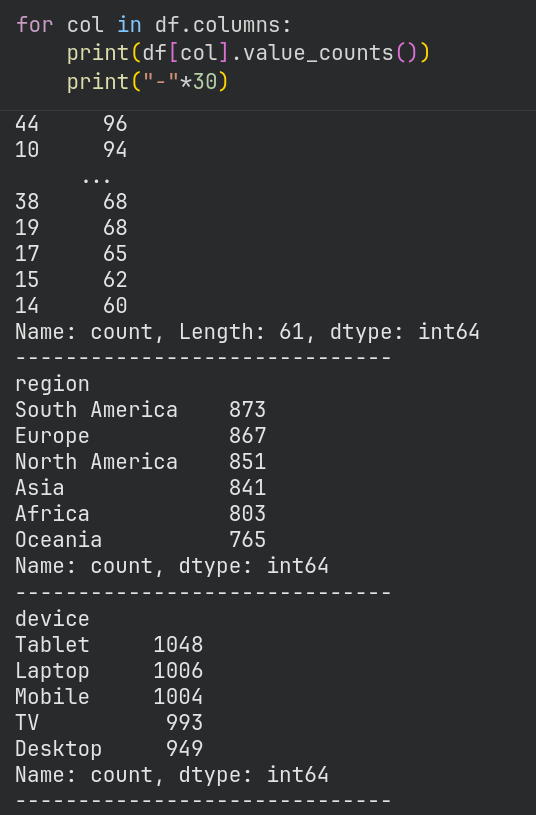 for col in df.columns:
    print(df[col].value_counts())
    print("-"*30)
44     96
10     94
     ...
38     68
19     68
17     65
15     62
14     60
Name: count, Length: 61, dtype: int64
------------------------------
region
South America    873
Europe           867
North America    851
Asia             841
Africa           803
Oceania          765
Name: count, dtype: int64
------------------------------
device
Tablet     1048
Laptop     1006
Mobile     1004
TV          993
Desktop     949
Name: count, dtype: int64
------------------------------